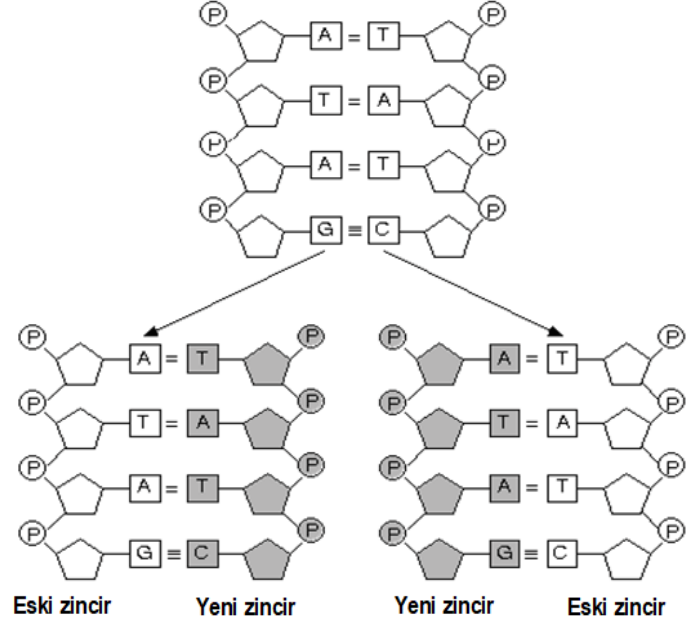 P P
A = T
P P
T = A
P P
A = T
P P
G ≡ C
P P P P
A = T A = T
P P P P
T = A T = A
P P P P
A = T A = T
P P P P
G ≡ C G ≡ C
Eski zincir Yeni zincir Yeni zincir Eski zincir